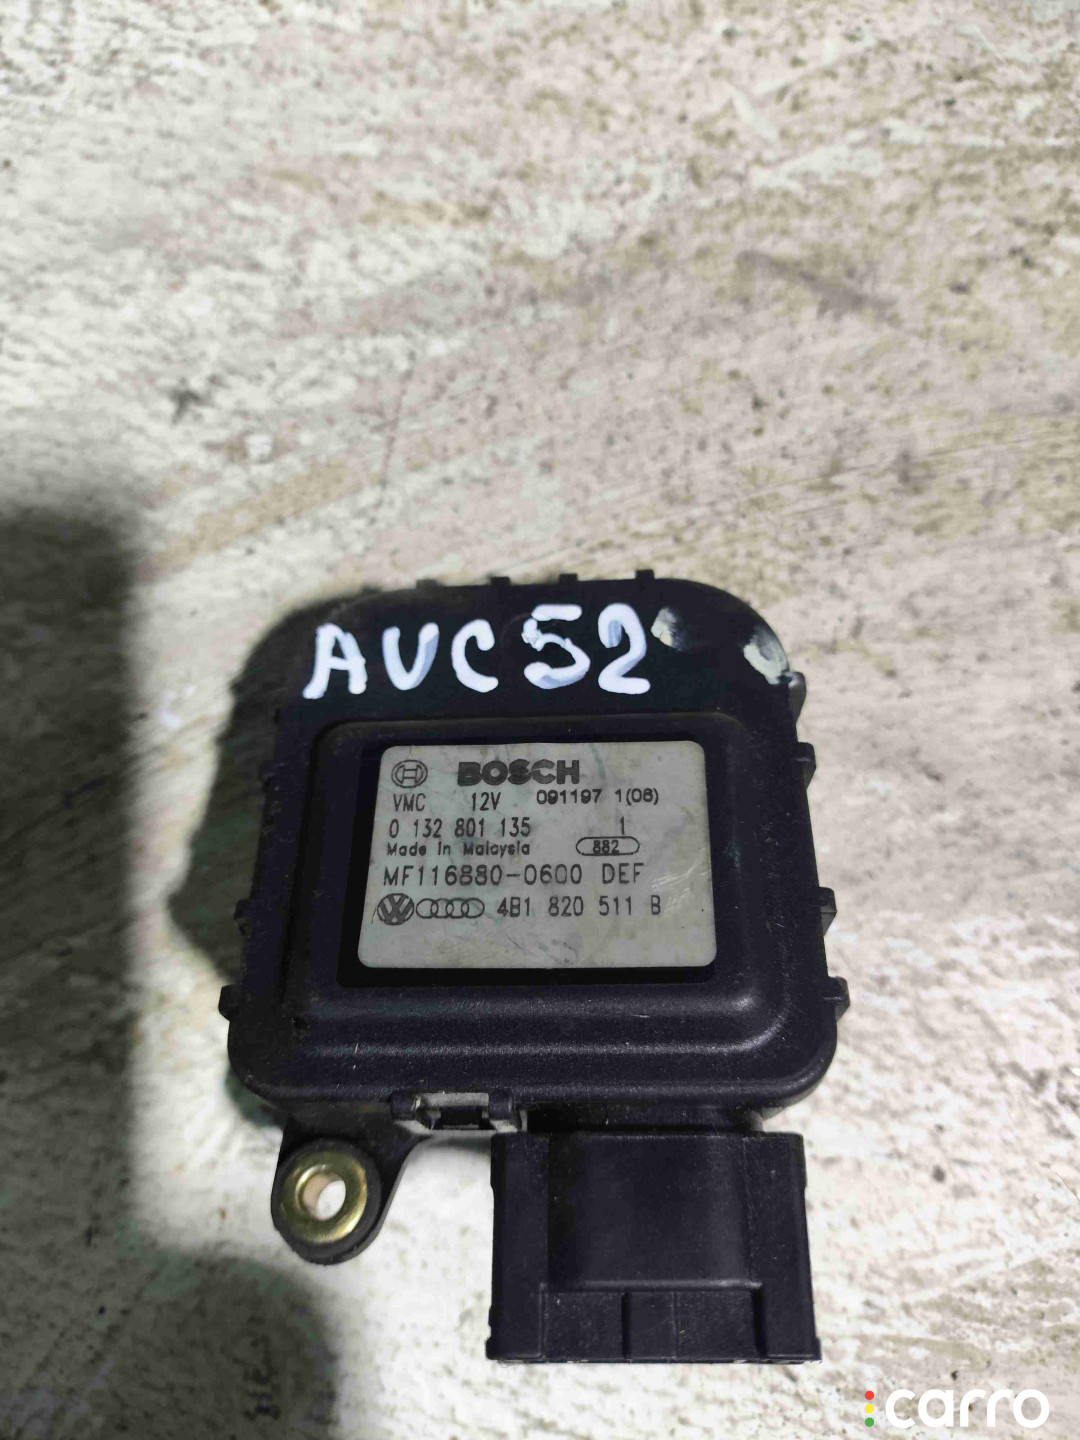 AVC52
BOSCH
VMC 12V 091197 1(06)
0 132 801 135 1
Made in Malaysia 882
MF116880-0600 DEF
4B1 820 511 B
carro